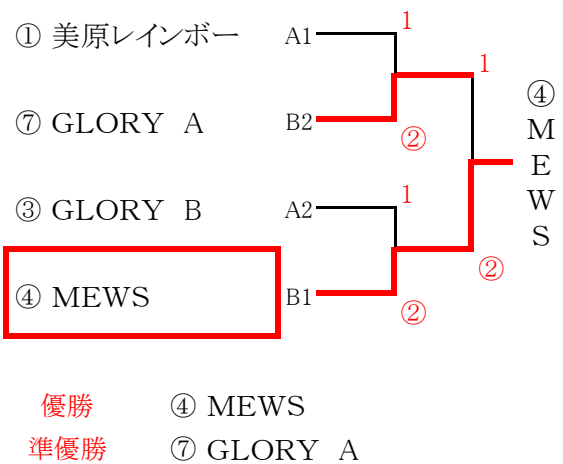 ① 美原レインボー A1 1
1
⑦ GLORY A B2 ②
④
M
E
W
S
③ GLORY B A2 1
②
④ MEWS B1 ②
優勝 ④ MEWS
準優勝 ⑦ GLORY A